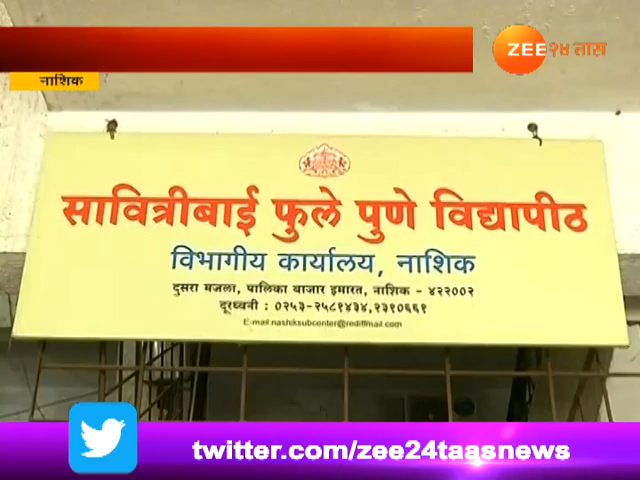 ZEE २४ तास
नाशिक
सावित्रीबाई फुले पुणे विद्यापीठ
विभागीय कार्यालय, नाशिक
दुसरा मजला, पालिका बाजार इमारत, नाशिक - ४२२००२
दूरध्वनी : ०२५३-२५८१४३४,२३१०६६१
E-mail nashiksubcenter@rediffmail.com
twitter.com/zee24taasnews